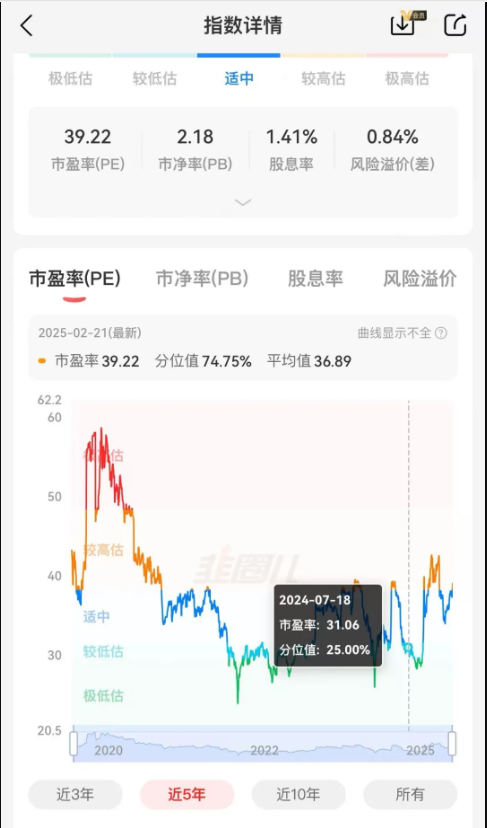 指数详情
会员
极低估 较低估 适中 较高估 极高估
39.22 2.18 1.41% 0.84%
市盈率(PE) 市净率(PB) 股息率 风险溢价(差)
市盈率(PE) 市净率(PB) 股息率 风险溢价
2025-02-21(最新) 曲线显示不全
市盈率 39.22 分位值 74.75% 平均值 36.89
62.2
60
极高估
50
较高估
40
韭圈儿
2024-07-18
适中
市盈率: 31.06
较低估
分位值: 25.00%
30
极低估
20.5
2020 2022 2025
近3年 近5年 近10年 所有